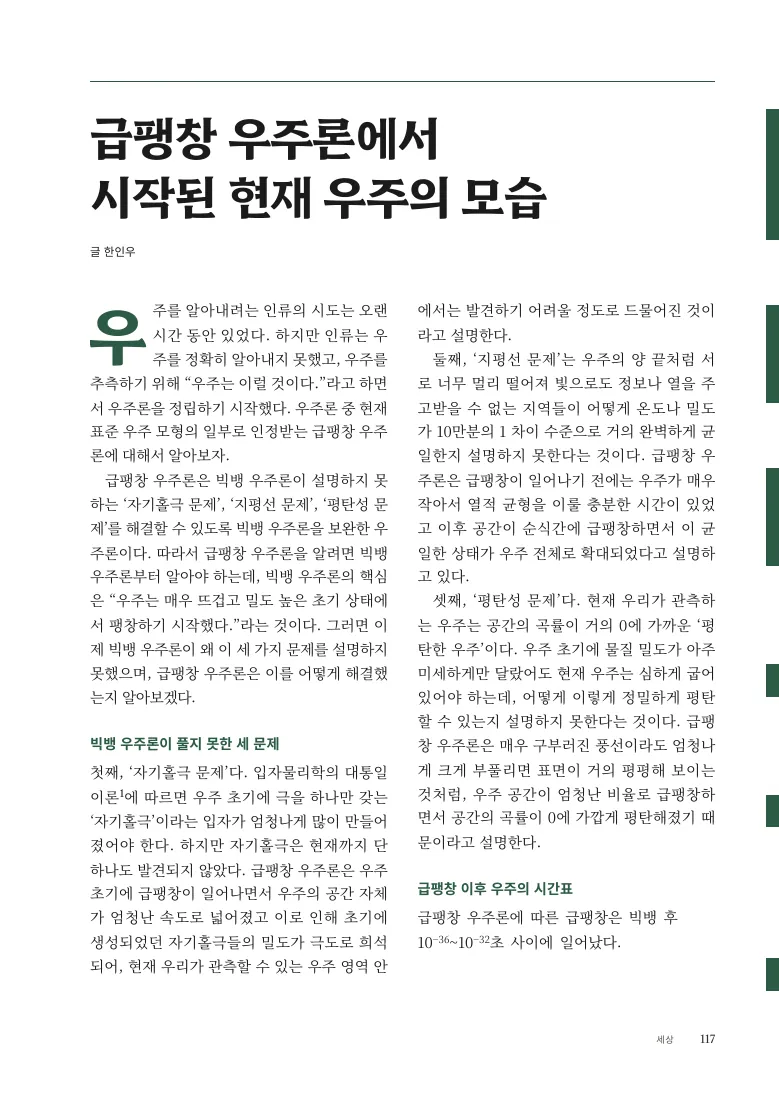 급팽창 우주론에서
시작된 현재 우주의 모습
글 한인우
우주를 알아내려는 인류의 시도는 오랜
시간 동안 있었다. 하지만 인류는 우
주를 정확히 알아내지 못했고, 우주를
추측하기 위해 “우주는 이럴 것이다.”라고 하면
서 우주론을 정립하기 시작했다. 우주론 중 현재
표준 우주 모형의 일부로 인정받는 급팽창 우주
론에 대해서 알아보자.
급팽창 우주론은 빅뱅 우주론이 설명하지 못
하는 ‘자기홀극 문제’, ‘지평선 문제’, ‘평탄성 문
제’를 해결할 수 있도록 빅뱅 우주론을 보완한 우
주론이다. 따라서 급팽창 우주론을 알려면 빅뱅
우주론부터 알아야 하는데, 빅뱅 우주론의 핵심
은 “우주는 매우 뜨겁고 밀도 높은 초기 상태에
서 팽창하기 시작했다.”라는 것이다. 그러면 이
제 빅뱅 우주론이 왜 이 세 가지 문제를 설명하지
못했으며, 급팽창 우주론은 이를 어떻게 해결했
는지 알아보겠다.
빅뱅 우주론이 풀지 못한 세 문제
첫째, ‘자기홀극 문제’다. 입자물리학의 대통일
이론¹에 따르면 우주 초기에 극을 하나만 갖는
‘자기홀극’이라는 입자가 엄청나게 많이 만들어
졌어야 한다. 하지만 자기홀극은 현재까지 단
하나도 발견되지 않았다. 급팽창 우주론은 우주
초기에 급팽창이 일어나면서 우주의 공간 자체
가 엄청난 속도로 넓어졌고 이로 인해 초기에
생성되었던 자기홀극들의 밀도가 극도로 희석
되어, 현재 우리가 관측할 수 있는 우주 영역 안
에서는 발견하기 어려울 정도로 드물어진 것이
라고 설명한다.
둘째, ‘지평선 문제’는 우주의 양 끝처럼 서
로 너무 멀리 떨어져 빛으로도 정보나 열을 주
고받을 수 없는 지역들이 어떻게 온도나 밀도
가 10만분의 1 차이 수준으로 거의 완벽하게 균
일한지 설명하지 못한다는 것이다. 급팽창 우
주론은 급팽창이 일어나기 전에는 우주가 매우
작아서 열적 균형을 이룰 충분한 시간이 있었
고 이후 공간이 순식간에 급팽창하면서 이 균
일한 상태가 우주 전체로 확대되었다고 설명하
고 있다.
셋째, ‘평탄성 문제’다. 현재 우리가 관측하
는 우주는 공간의 곡률이 거의 0에 가까운 ‘평
탄한 우주’이다. 우주 초기에 물질 밀도가 아주
미세하게만 달랐어도 현재 우주는 심하게 굽어
있어야 하는데, 어떻게 이렇게 정밀하게 평탄
할 수 있는지 설명하지 못한다는 것이다. 급팽
창 우주론은 매우 구부러진 풍선이라도 엄청나
게 크게 부풀리면 표면이 거의 평평해 보이는
것처럼, 우주 공간이 엄청난 비율로 급팽창하
면서 공간의 곡률이 0에 가깝게 평탄해졌기 때
문이라고 설명한다.
급팽창 이후 우주의 시간표
급팽창 우주론에 따른 급팽창은 빅뱅 후
10⁻³⁶~10⁻³²초 사이에 일어났다.
세상 117